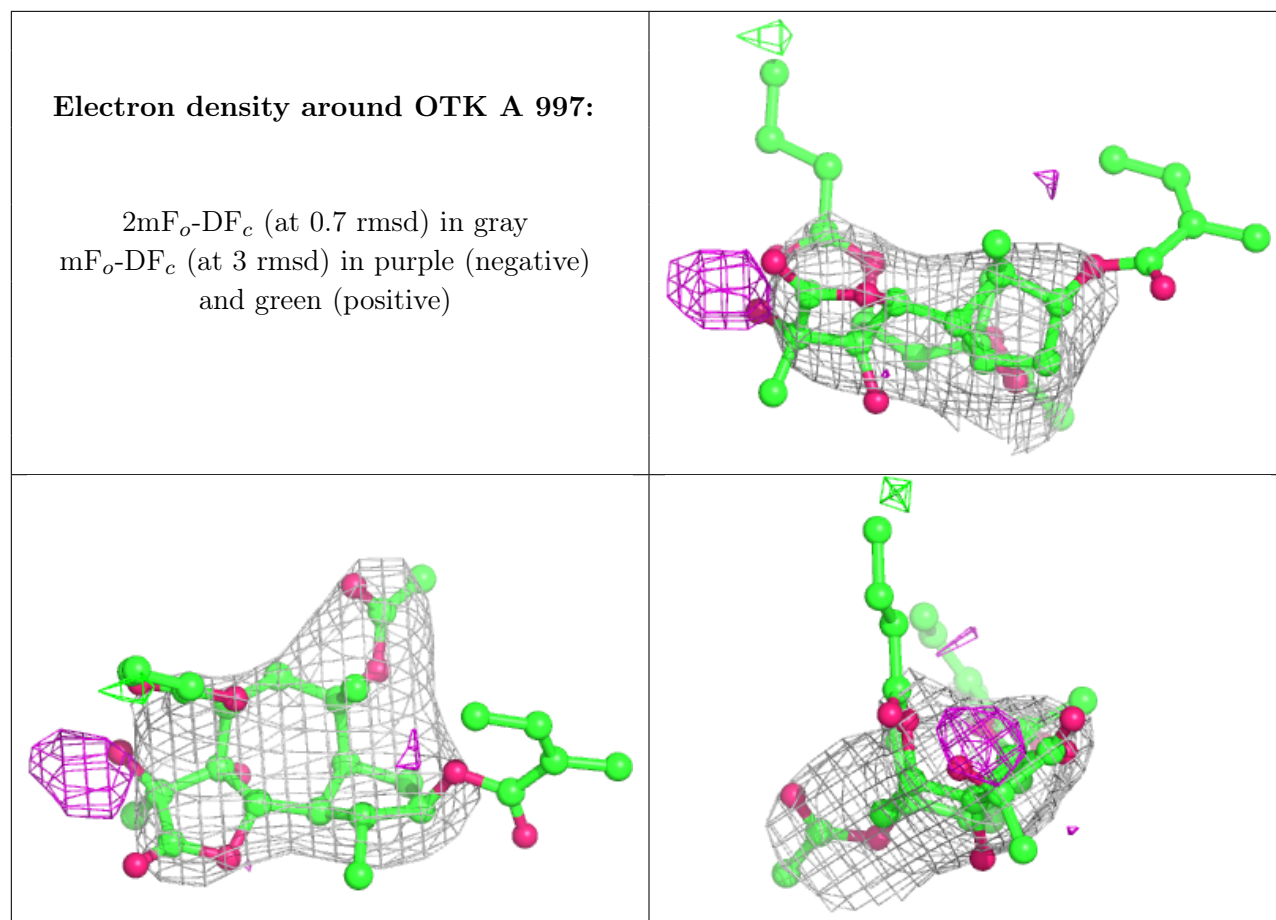 Electron density around OTK A 997:
2mFₒ-DF𝒸 (at 0.7 rmsd) in gray
mFₒ-DF𝒸 (at 3 rmsd) in purple (negative)
and green (positive)